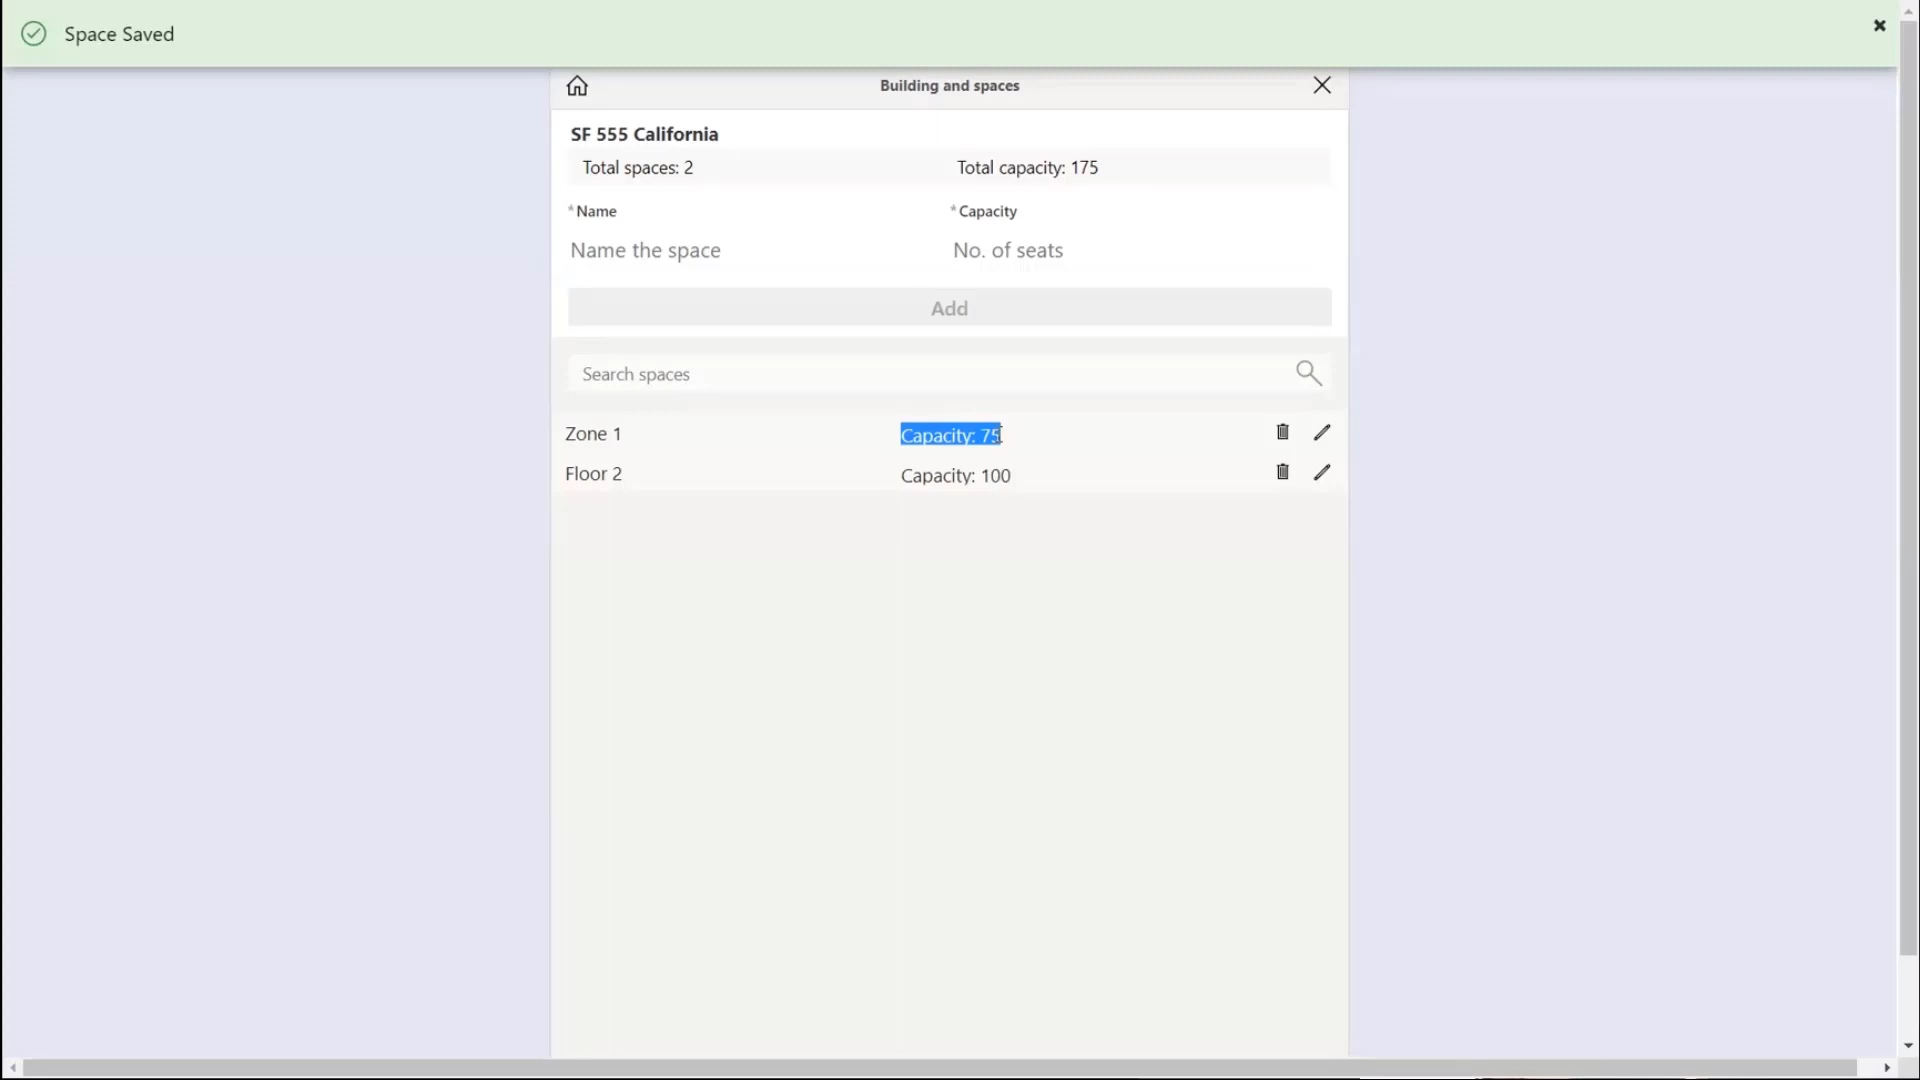 Space Saved
Building and spaces
SF 555 California
Total spaces: 2 Total capacity: 175
*Name *Capacity
Name the space No. of seats
Add
Search spaces
Zone 1 Capacity: 75
Floor 2 Capacity: 100